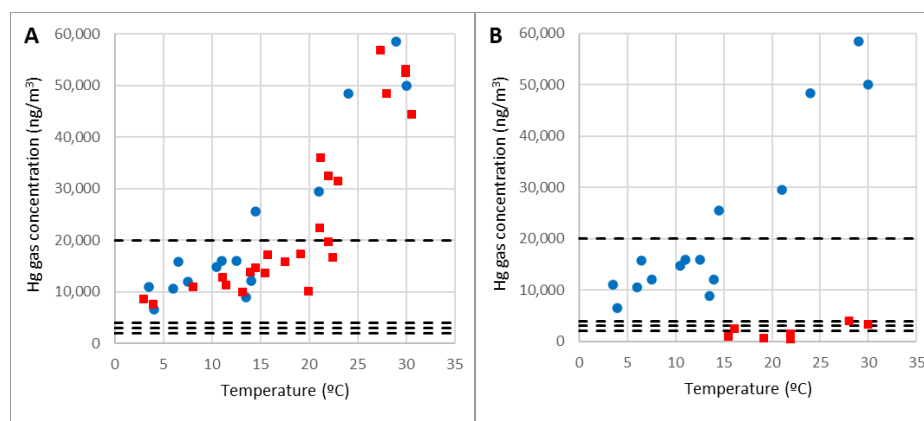 A
Hg gas concentration (ng/m³)
60,000
50,000
40,000
30,000
20,000
10,000
0
0 5 10 15 20 25 30 35
Temperature (ºC)
B
Hg gas concentration (ng/m³)
60,000
50,000
40,000
30,000
20,000
10,000
0
0 5 10 15 20 25 30 35
Temperature (ºC)